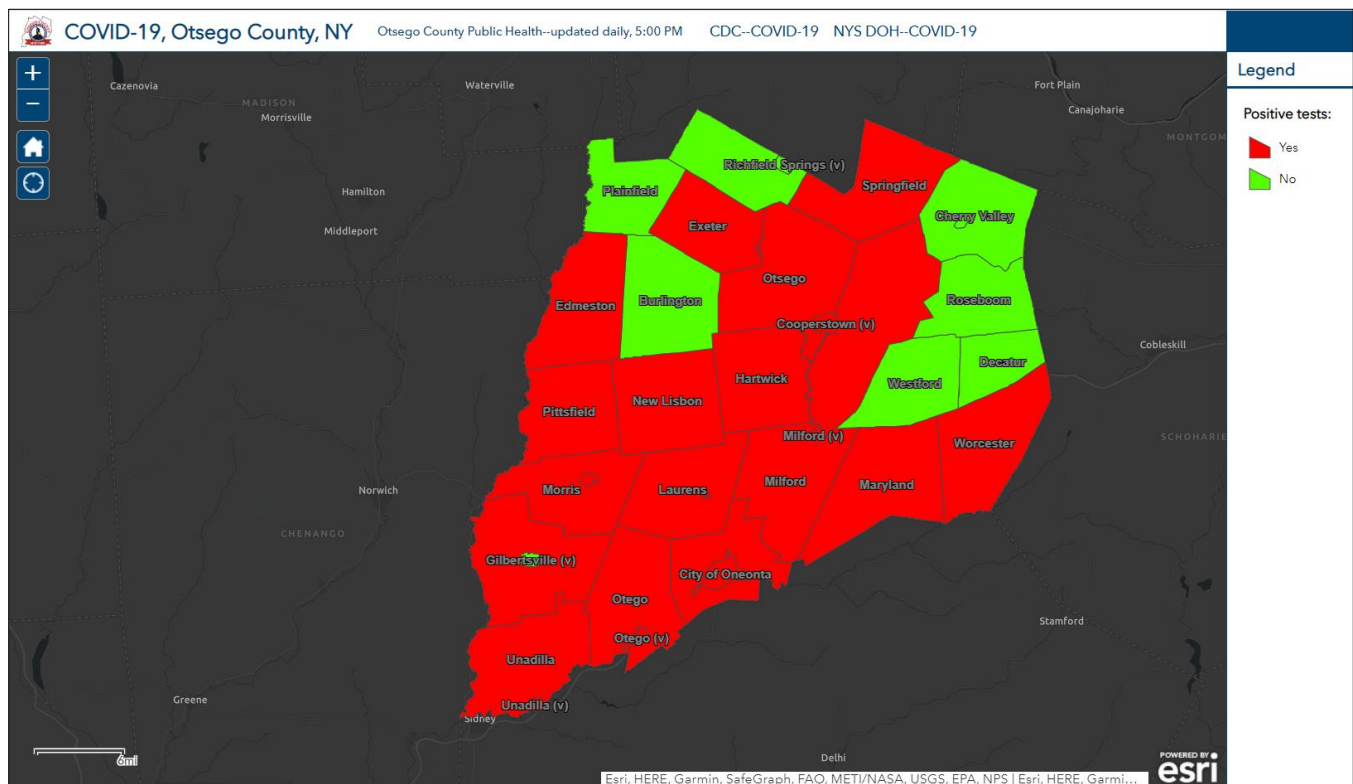 COVID-19, Otsego County, NY
Otsego County Public Health--updated daily, 5:00 PM
CDC--COVID-19
NYS DOH--COVID-19
Legend
Positive tests:
Yes
No
+
−
Cazenovia
Waterville
Fort Plain
Canajoharie
MADISON
Morrisville
MONTGOM
Richfield Springs (v)
Springfield
Hamilton
Plainfield
Cherry Valley
Middleport
Exeter
Otsego
Edmeston
Burlington
Roseboom
Cooperstown (v)
Cobleskill
Decatur
Hartwick
Westford
New Lisbon
Pittsfield
Milford (v)
Worcester
SCHOHARIE
Norwich
Morris
Laurens
Milford
Maryland
CHENANGO
Gilbertsville (v)
City of Oneonta
Otego
Stamford
Otego (v)
Unadilla
Greene
Unadilla (v)
Sidney
6mi
Delhi
POWERED BY
esri
Esri, HERE, Garmin, SafeGraph, FAO, METI/NASA, USGS, EPA, NPS | Esri, HERE, Garmi...